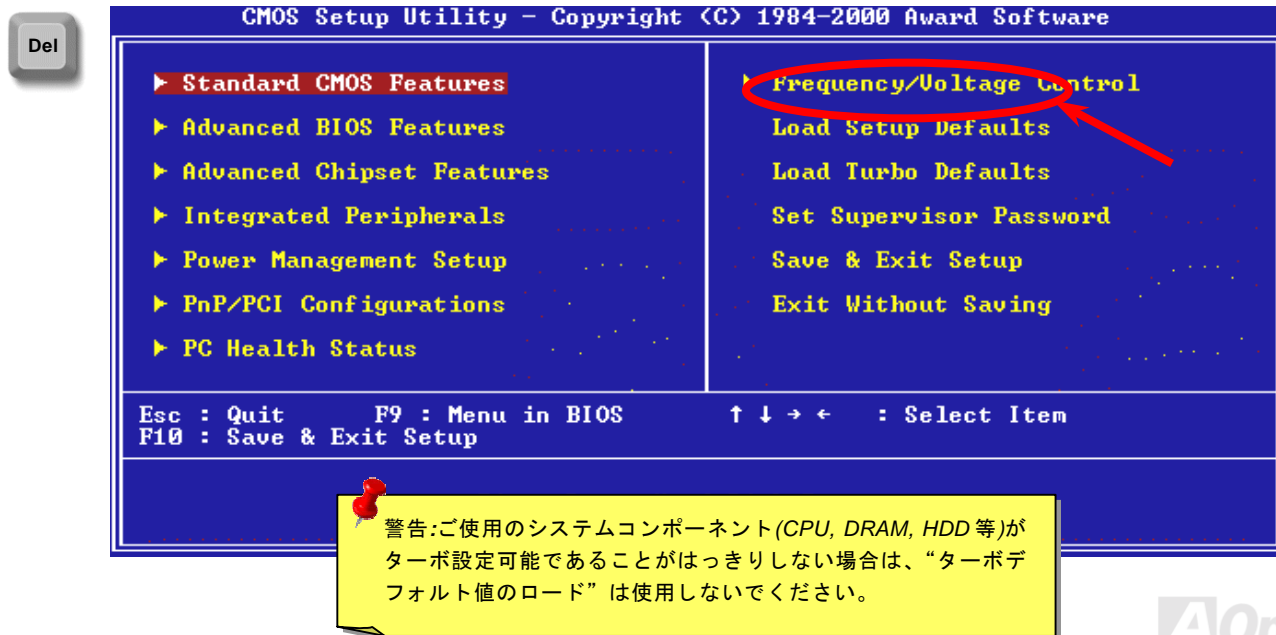 CMOS Setup Utility – Copyright (C) 1984–2000 Award Software
Del
▶ Standard CMOS Features
▶ Advanced BIOS Features
▶ Advanced Chipset Features
▶ Integrated Peripherals
▶ Power Management Setup
▶ PnP/PCI Configurations
▶ PC Health Status
▶ Frequency/Voltage Control
Load Setup Defaults
Load Turbo Defaults
Set Supervisor Password
Save & Exit Setup
Exit Without Saving
Esc : Quit F9 : Menu in BIOS ↑ ↓ → ← : Select Item
F10 : Save & Exit Setup
警告:ご使用のシステムコンポーネント(CPU, DRAM, HDD 等)が
ターボ設定可能であることがはっきりしない場合は、“ターボデ
フォルト値のロード” は使用しないでください。